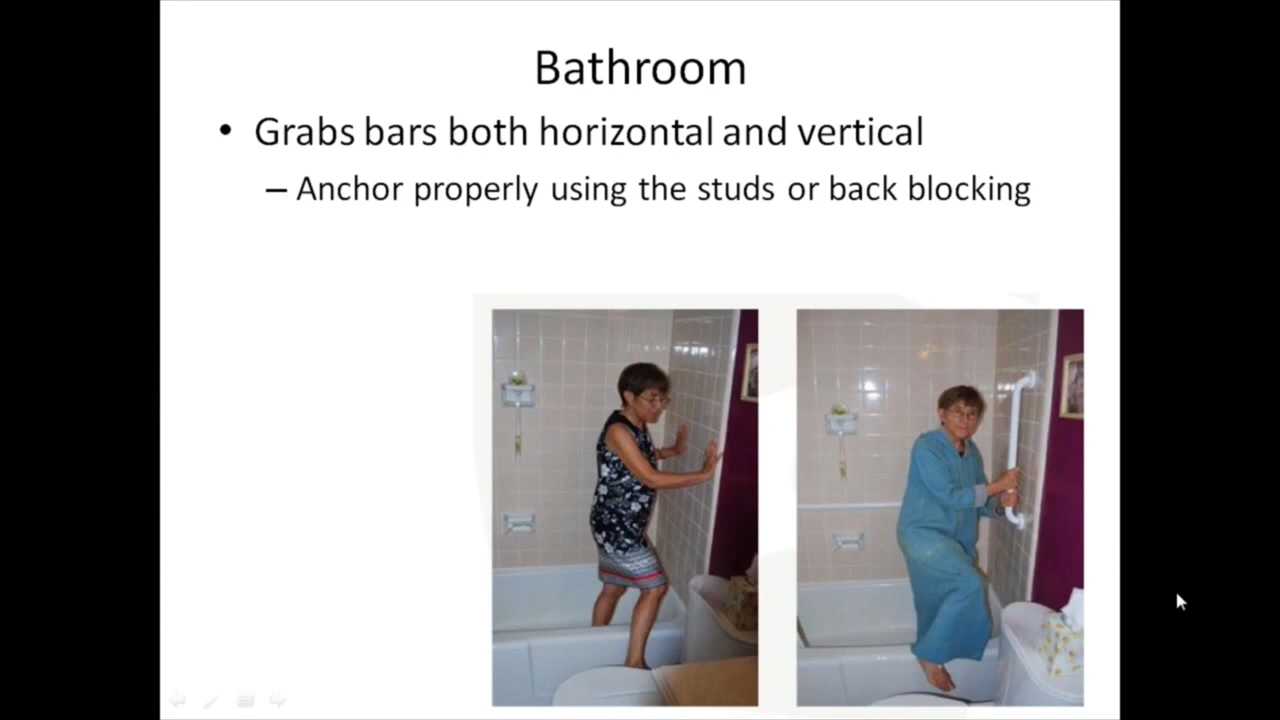 Bathroom
• Grabs bars both horizontal and vertical
– Anchor properly using the studs or back blocking